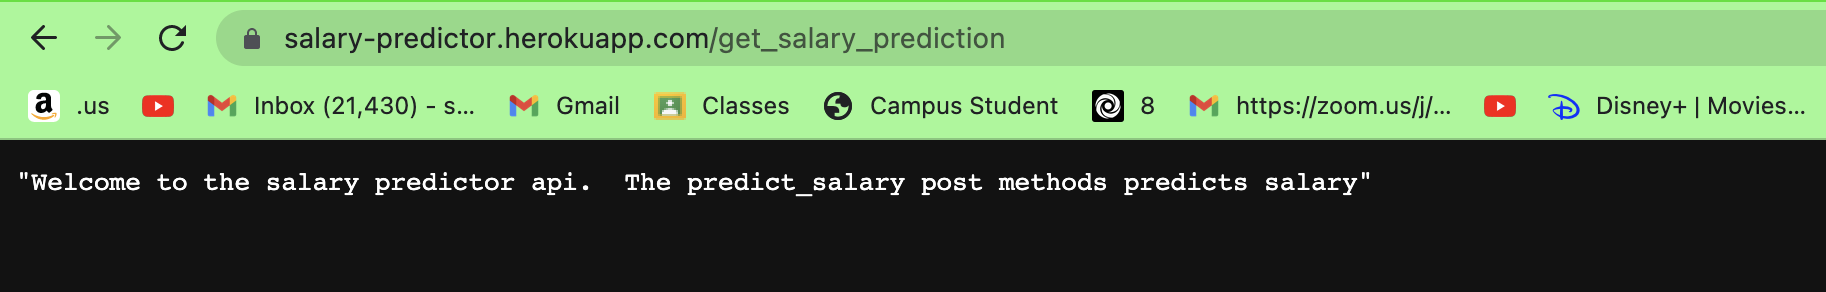 salary-predictor.herokuapp.com/get_salary_prediction
a .us Inbox (21,430) - s... Gmail Classes Campus Student 8 https://zoom.us/j/... Disney+ | Movies...
"Welcome to the salary predictor api.  The predict_salary post methods predicts salary"